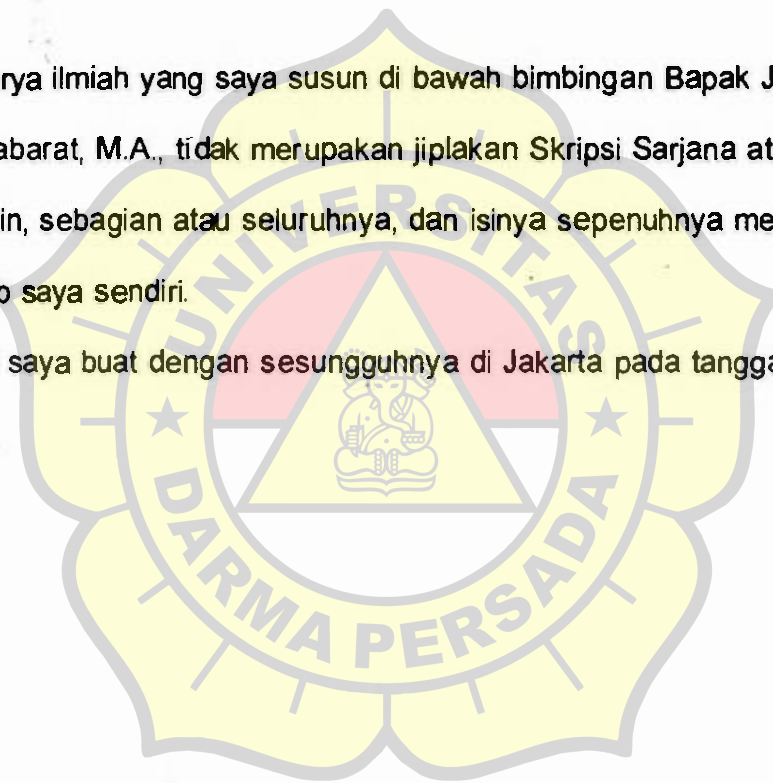 rya ilmiah yang saya susun di bawah bimbingan Bapak J
abarat, M.A., tidak merupakan jiplakan Skripsi Sarjana at
in, sebagian atau seluruhnya, dan isinya sepenuhnya me
o saya sendiri.
saya buat dengan sesungguhnya di Jakarta pada tangga
UNIVERSITAS
DARMA PERSADA